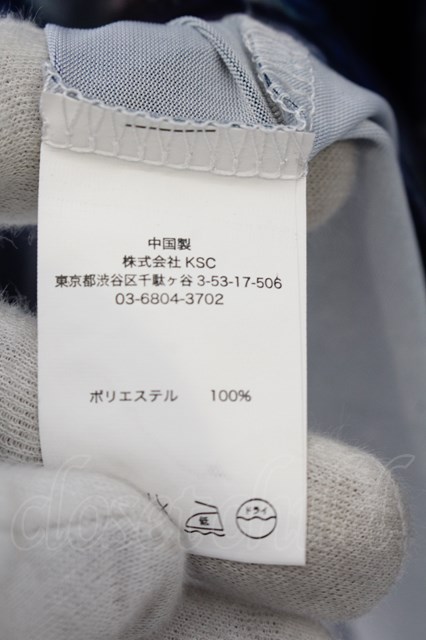 中国製
株式会社 KSC
東京都渋谷区千駄ヶ谷 3-53-17-506
03-6804-3702
ポリエステル 100%
低 ドライ